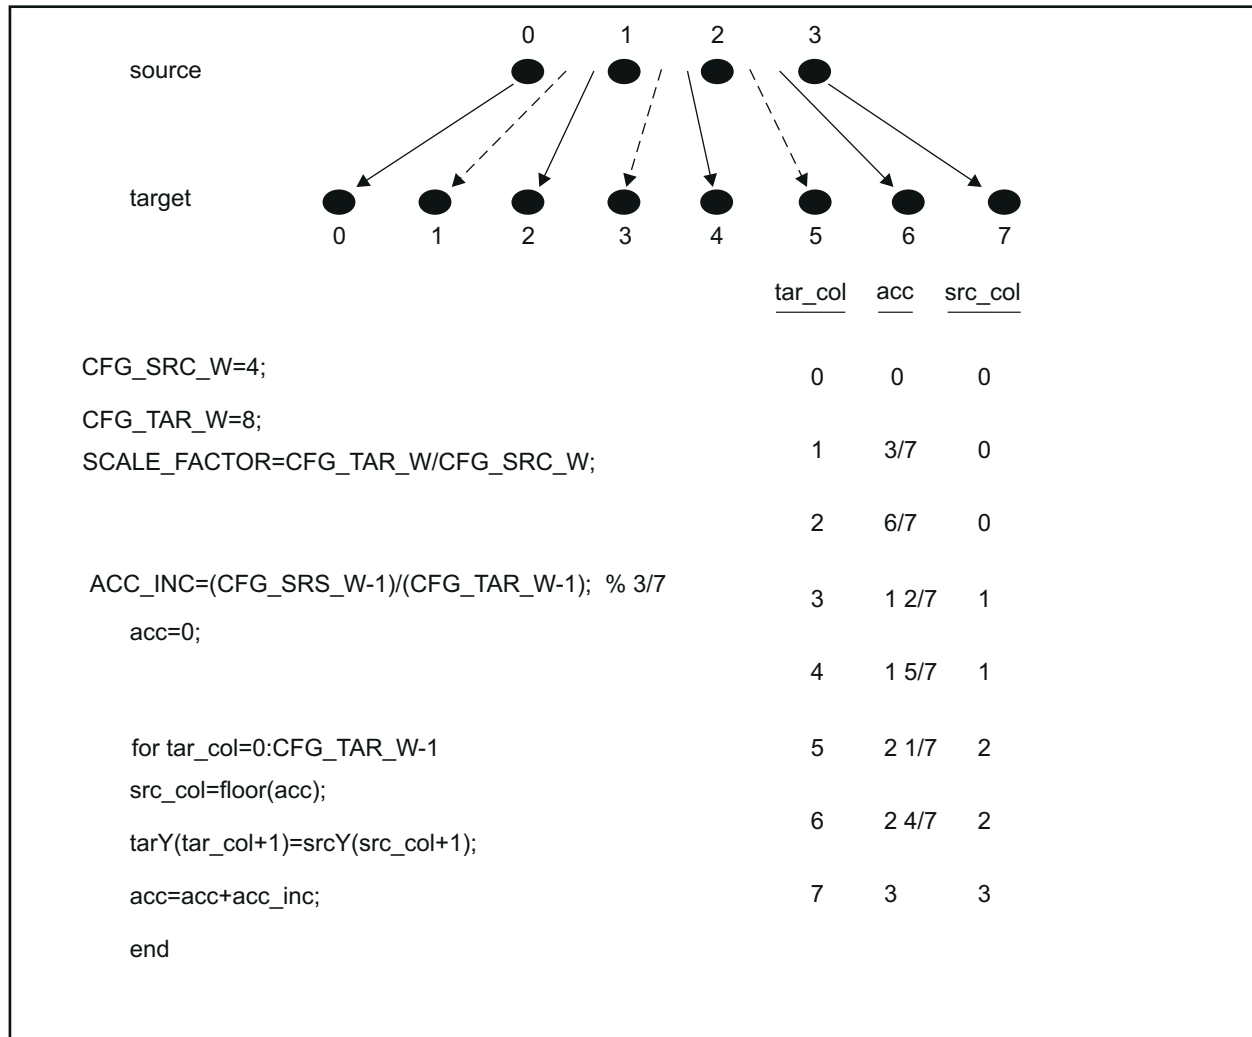 0 1 2 3
source
target
0 1 2 3 4 5 6 7
tar_col acc src_col
CFG_SRC_W=4;
0 0 0
CFG_TAR_W=8;
SCALE_FACTOR=CFG_TAR_W/CFG_SRC_W;
1 3/7 0
2 6/7 0
ACC_INC=(CFG_SRS_W-1)/(CFG_TAR_W-1); % 3/7
3 1 2/7 1
acc=0;
4 1 5/7 1
for tar_col=0:CFG_TAR_W-1
5 2 1/7 2
src_col=floor(acc);
6 2 4/7 2
tarY(tar_col+1)=srcY(src_col+1);
acc=acc+acc_inc;
7 3 3
end